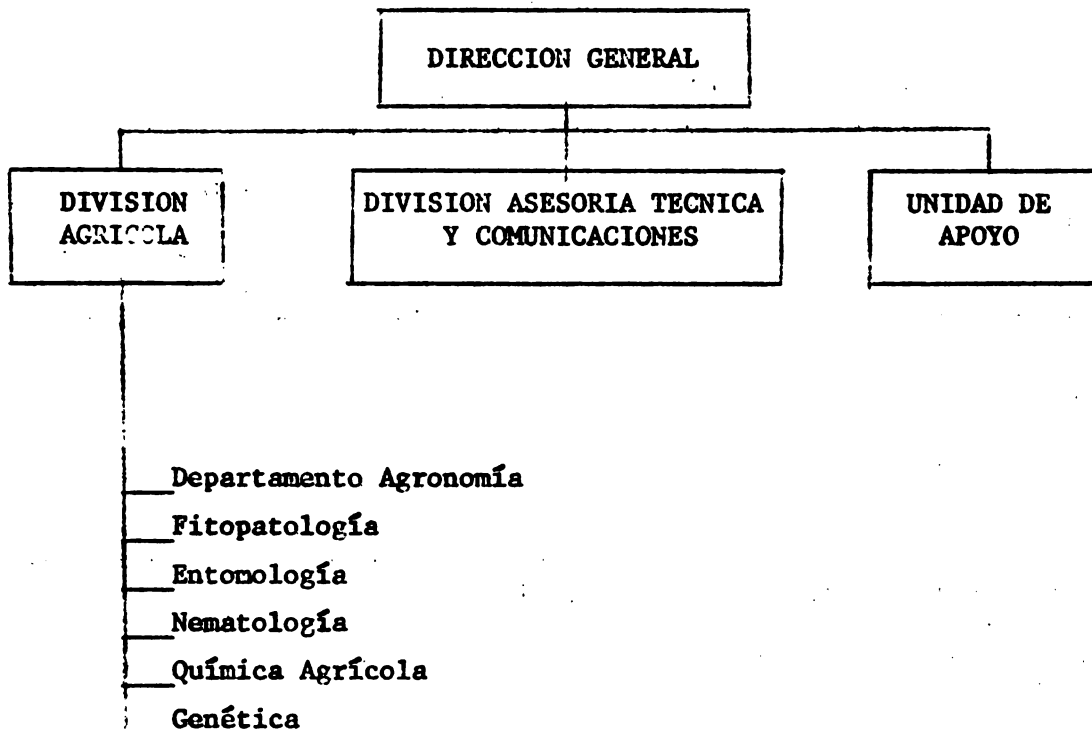 DIRECCION GENERAL
DIVISION
AGRICOLA
DIVISION ASESORIA TECNICA
Y COMUNICACIONES
UNIDAD DE
APOYO
Departamento Agronomía
Fitopatología
Entomología
Nematología
Química Agrícola
Genética